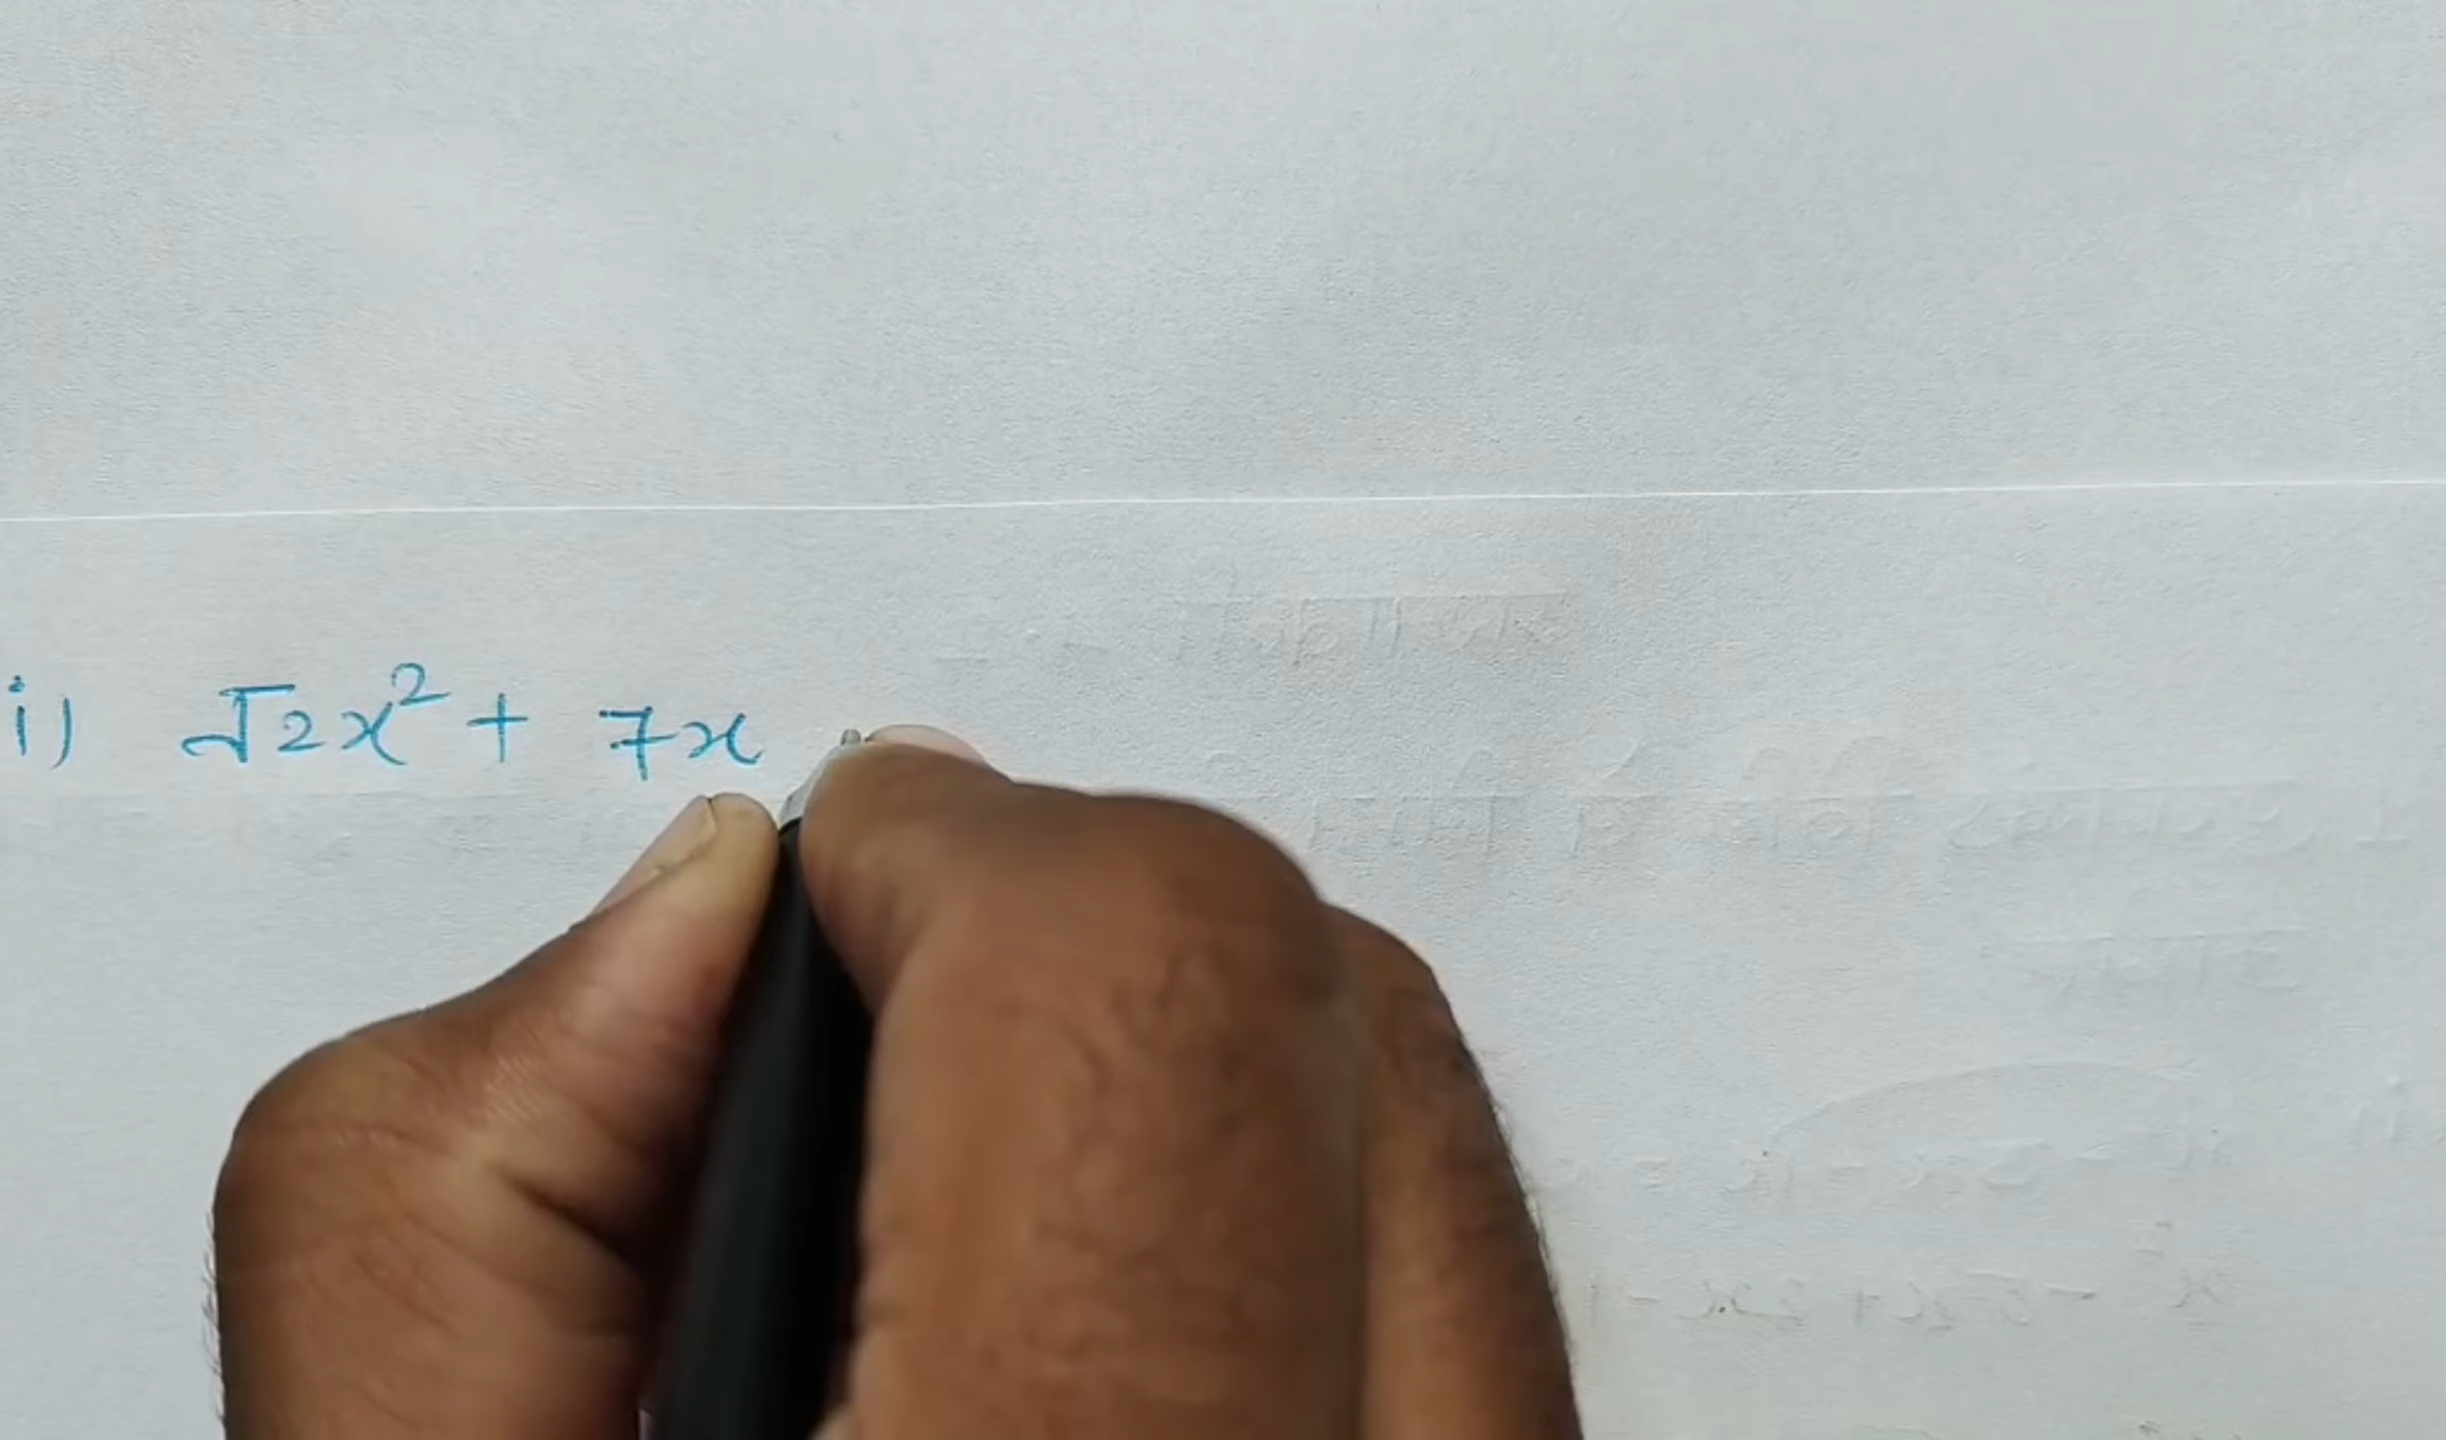 i) √2x² + 7x